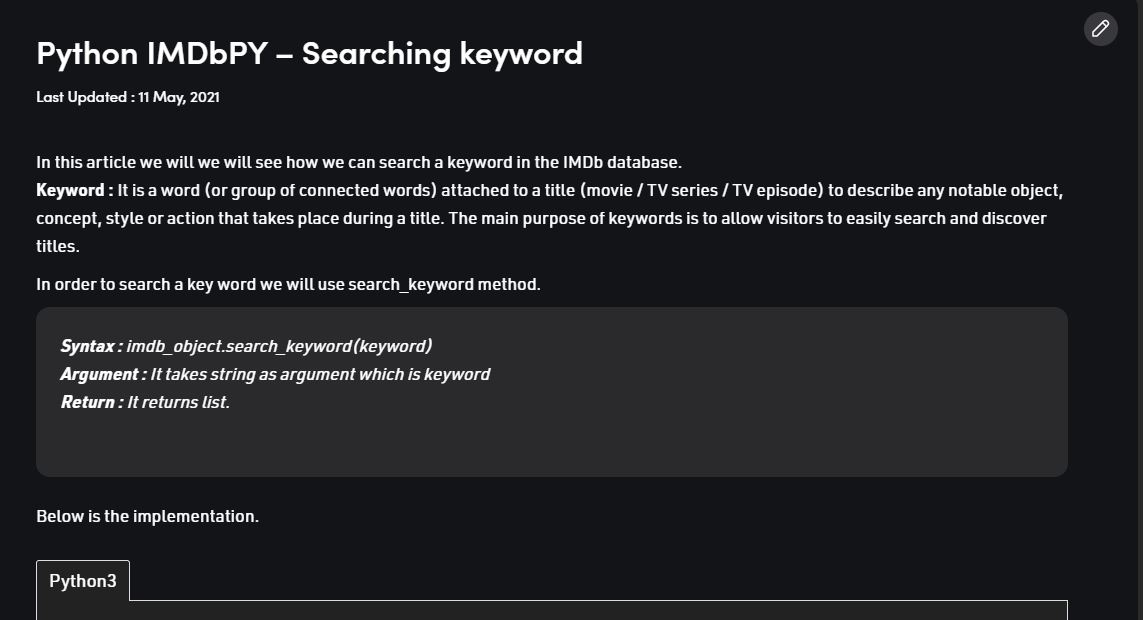 Python IMDbPY – Searching keyword
Last Updated : 11 May, 2021
In this article we will we will see how we can search a keyword in the IMDb database.
Keyword : It is a word (or group of connected words) attached to a title (movie / TV series / TV episode) to describe any notable object,
concept, style or action that takes place during a title. The main purpose of keywords is to allow visitors to easily search and discover
titles.
In order to search a key word we will use search_keyword method.
Syntax : imdb_object.search_keyword(keyword)
Argument : It takes string as argument which is keyword
Return : It returns list.
Below is the implementation.
Python3